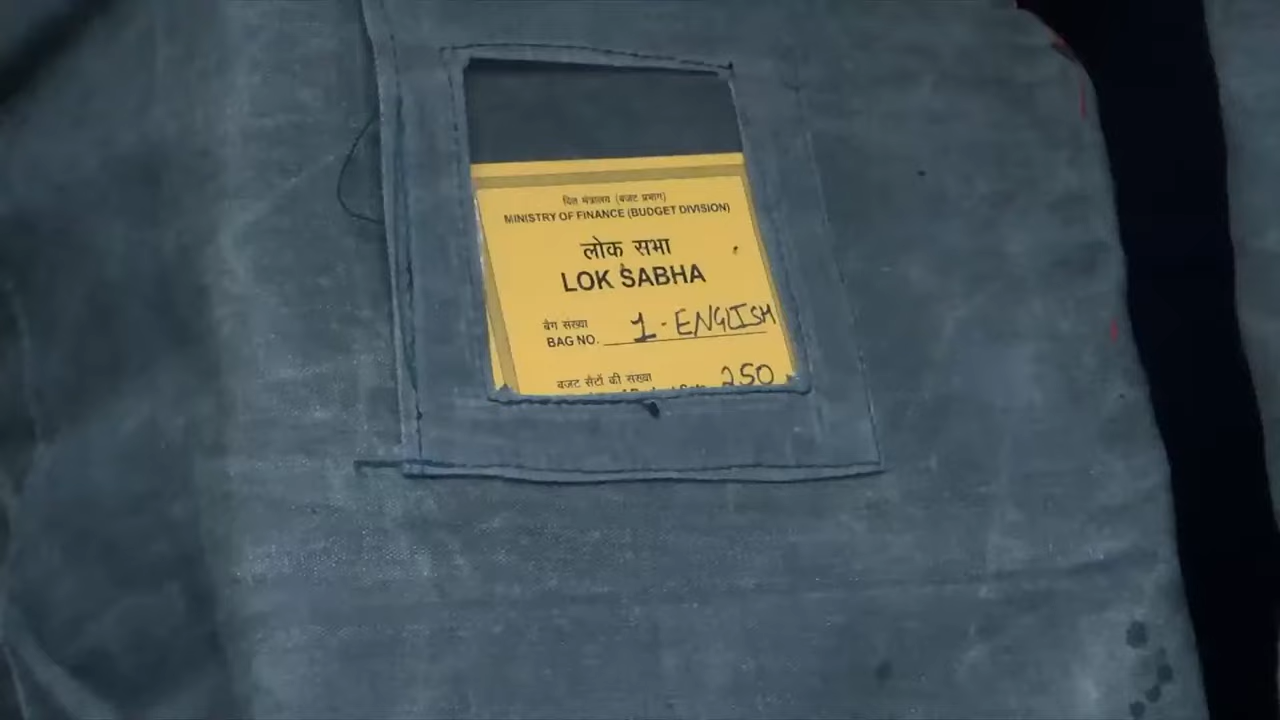 वित्त मंत्रालय (बजट प्रभाग)
MINISTRY OF FINANCE (BUDGET DIVISION)
लोक सभा
LOK SABHA
बैग संख्या
BAG NO. 1 - ENGLISH
बजट सैटों की संख्या 250